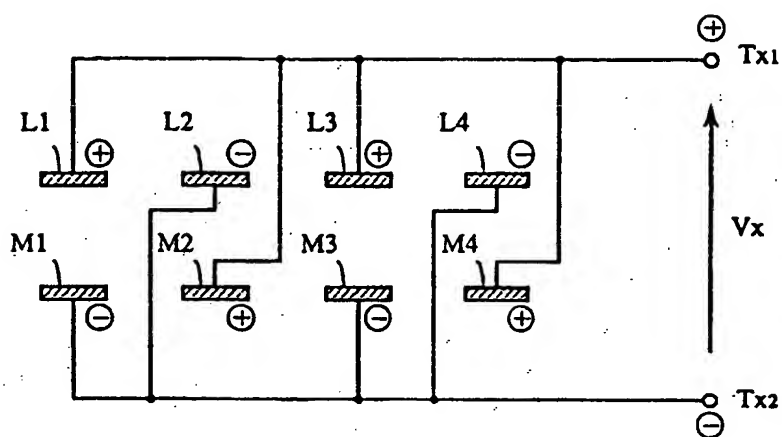 ⊕
Tx1
L1 L2 L3 L4
⊕ ⊖ ⊕ ⊖
Vx
M1 M2 M3 M4
⊖ ⊕ ⊖ ⊕
Tx2
⊖